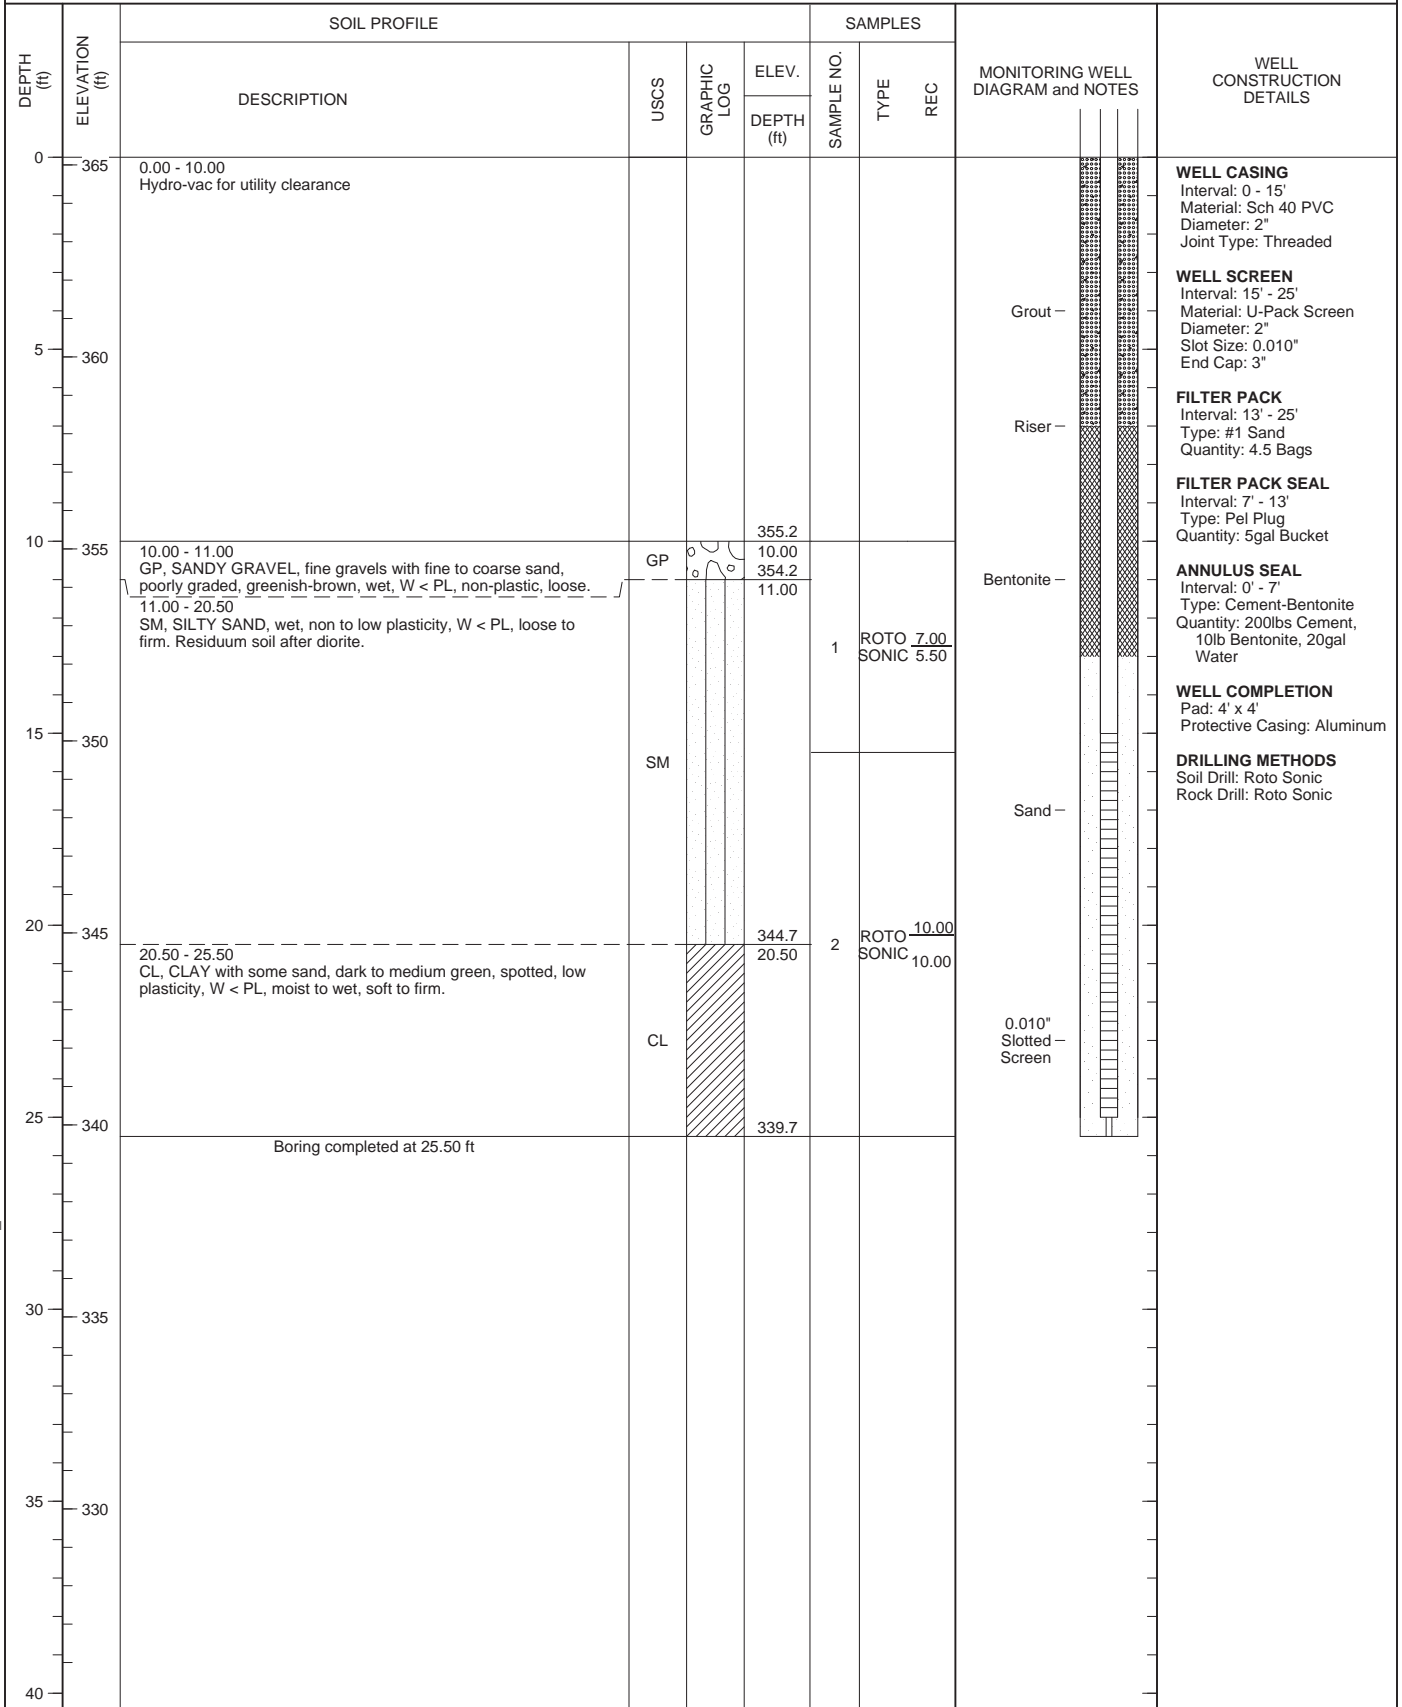 SOIL PROFILE
SAMPLES
DEPTH
(ft)
ELEVATION
(ft)
DESCRIPTION
USCS
GRAPHIC
LOG
ELEV.
DEPTH
(ft)
SAMPLE NO.
TYPE
REC
MONITORING WELL
DIAGRAM and NOTES
WELL
CONSTRUCTION
DETAILS
0
5
10
15
20
25
30
35
40
365
360
355
350
345
340
335
330
0.00 - 10.00
Hydro-vac for utility clearance
10.00 - 11.00
GP, SANDY GRAVEL, fine gravels with fine to coarse sand,
poorly graded, greenish-brown, wet, W < PL, non-plastic, loose.
11.00 - 20.50
SM, SILTY SAND, wet, non to low plasticity, W < PL, loose to
firm. Residuum soil after diorite.
20.50 - 25.50
CL, CLAY with some sand, dark to medium green, spotted, low
plasticity, W < PL, moist to wet, soft to firm.
Boring completed at 25.50 ft
GP
SM
CL
355.2
10.00
354.2
11.00
344.7
20.50
339.7
1
ROTO
SONIC
7.00
5.50
2
ROTO
SONIC
10.00
10.00
Grout
Riser
Bentonite
Sand
0.010"
Slotted
Screen
WELL CASING
Interval: 0 - 15'
Material: Sch 40 PVC
Diameter: 2"
Joint Type: Threaded
WELL SCREEN
Interval: 15' - 25'
Material: U-Pack Screen
Diameter: 2"
Slot Size: 0.010"
End Cap: 3"
FILTER PACK
Interval: 13' - 25'
Type: #1 Sand
Quantity: 4.5 Bags
FILTER PACK SEAL
Interval: 7' - 13'
Type: Pel Plug
Quantity: 5gal Bucket
ANNULUS SEAL
Interval: 0' - 7'
Type: Cement-Bentonite
Quantity: 200lbs Cement,
10lb Bentonite, 20gal
Water
WELL COMPLETION
Pad: 4' x 4'
Protective Casing: Aluminum
DRILLING METHODS
Soil Drill: Roto Sonic
Rock Drill: Roto Sonic